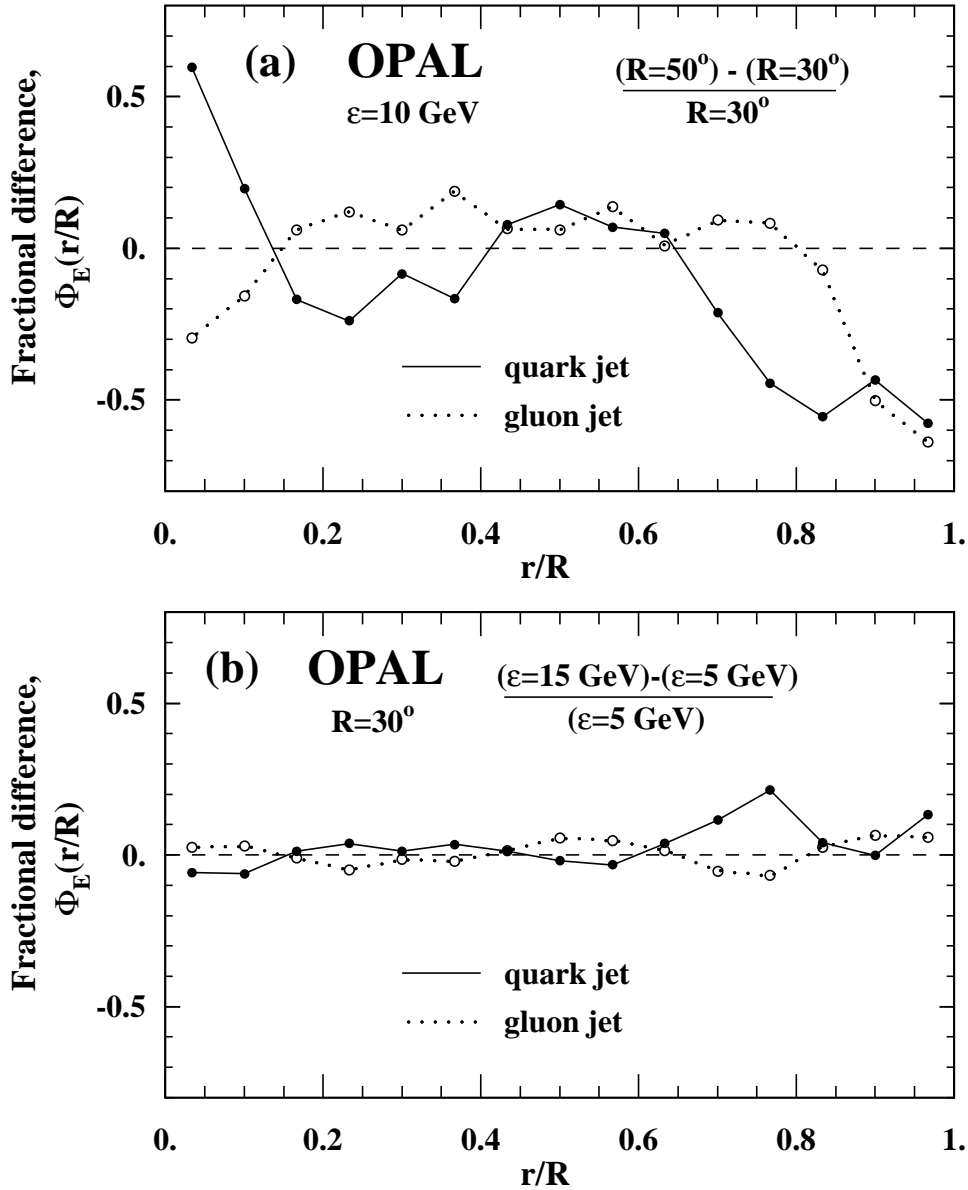 (a) OPAL
ε=10 GeV
(R=50°) - (R=30°)
R=30°
Fractional difference,
Φ_E(r/R)
0.5
0.
-0.5
quark jet
gluon jet
0. 0.2 0.4 0.6 0.8 1.
r/R
(b) OPAL
R=30°
(ε=15 GeV)-(ε=5 GeV)
(ε=5 GeV)
Fractional difference,
Φ_E(r/R)
0.5
0.
-0.5
quark jet
gluon jet
0. 0.2 0.4 0.6 0.8 1.
r/R